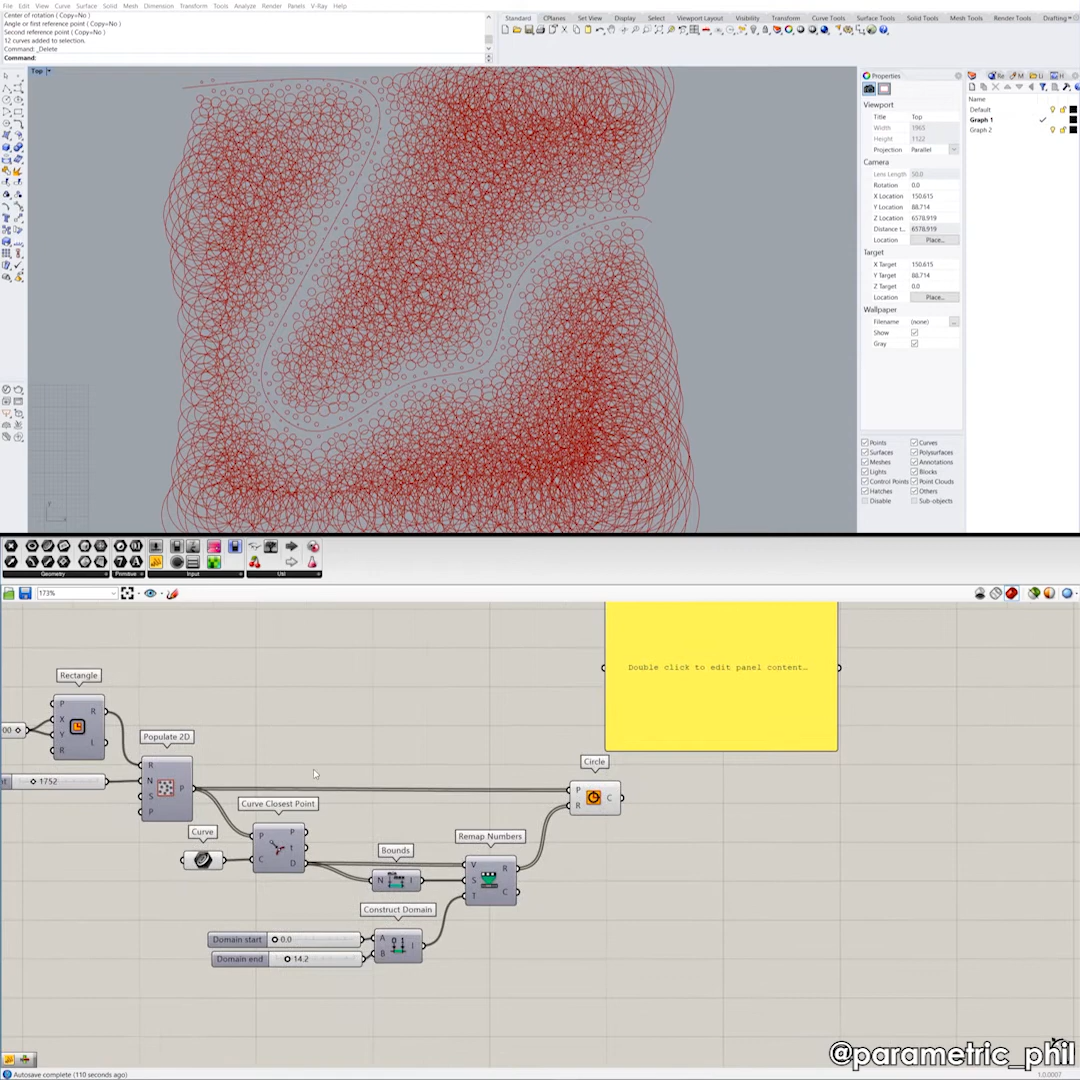 File Edit View Curve Surface Solid Mesh Dimension Transform Tools Analyze Render Panels V-Ray Help
Center of rotation ( Copy=No )
Angle or first reference point ( Copy=No )
Second reference point ( Copy=No )
12 curves added to selection.
Command: _Delete
Command:
Standard CPlanes Set View Display Select Viewport Layout Visibility Transform Curve Tools Surface Tools Solid Tools Mesh Tools Render Tools Drafting
Top
Properties
Viewport
Title Top
Width 1965
Height 1122
Projection Parallel
Camera
Lens Length 50.0
Rotation 0.0
X Location 150.615
Y Location 88.714
Z Location 6578.919
Distance t... 6578.919
Location Place...
Target
X Target 150.615
Y Target 88.714
Z Target 0.0
Location Place...
Wallpaper
Filename (none) ...
Show
Gray
Points Curves
Surfaces Polysurfaces
Meshes Annotations
Lights Blocks
Control Points Point Clouds
Hatches Others
Disable Sub-objects
Name
Default
Graph 1
Graph 2
Geometry Primitive Input Util
173%
Double click to edit panel content…
Rectangle
P
X
Y
R
R
L
00
Populate 2D
R
N
S
P
P
1752
Curve Closest Point
P
C
P
t
D
Curve
Bounds
N I
Remap Numbers
V
S
T
R
C
Circle
P
R
C
Construct Domain
A
B
I
Domain start 0.0
Domain end 14.2
@parametric_phil
Autosave complete (110 seconds ago)
1.0.0007